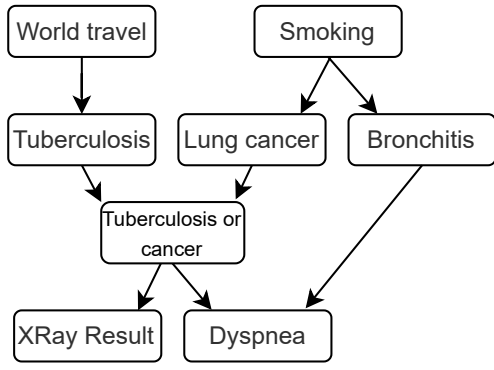 World travel
Smoking
Tuberculosis
Lung cancer
Bronchitis
Tuberculosis or
cancer
XRay Result
Dyspnea